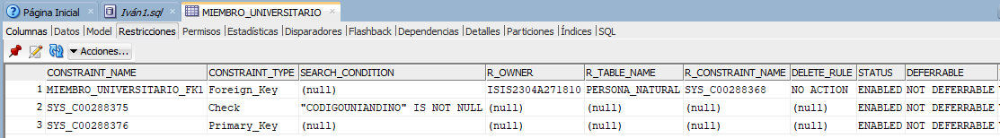 Página Inicial Iván1.sql MIEMBRO_UNIVERSITARIO
Columnas Datos Model Restricciones Permisos Estadísticas Disparadores Flashback Dependencias Detalles Particiones Índices SQL
Acciones...
CONSTRAINT_NAME CONSTRAINT_TYPE SEARCH_CONDITION R_OWNER R_TABLE_NAME R_CONSTRAINT_NAME DELETE_RULE STATUS DEFERRABLE
1 MIEMBRO_UNIVERSITARIO_FK1 Foreign_Key (null) ISIS2304A271810 PERSONA_NATURAL SYS_C00288368 NO ACTION ENABLED NOT DEFERRABLE
2 SYS_C00288375 Check "CODIGOUNIANDINO" IS NOT NULL (null) (null) (null) (null) ENABLED NOT DEFERRABLE
3 SYS_C00288376 Primary_Key (null) (null) (null) (null) (null) ENABLED NOT DEFERRABLE